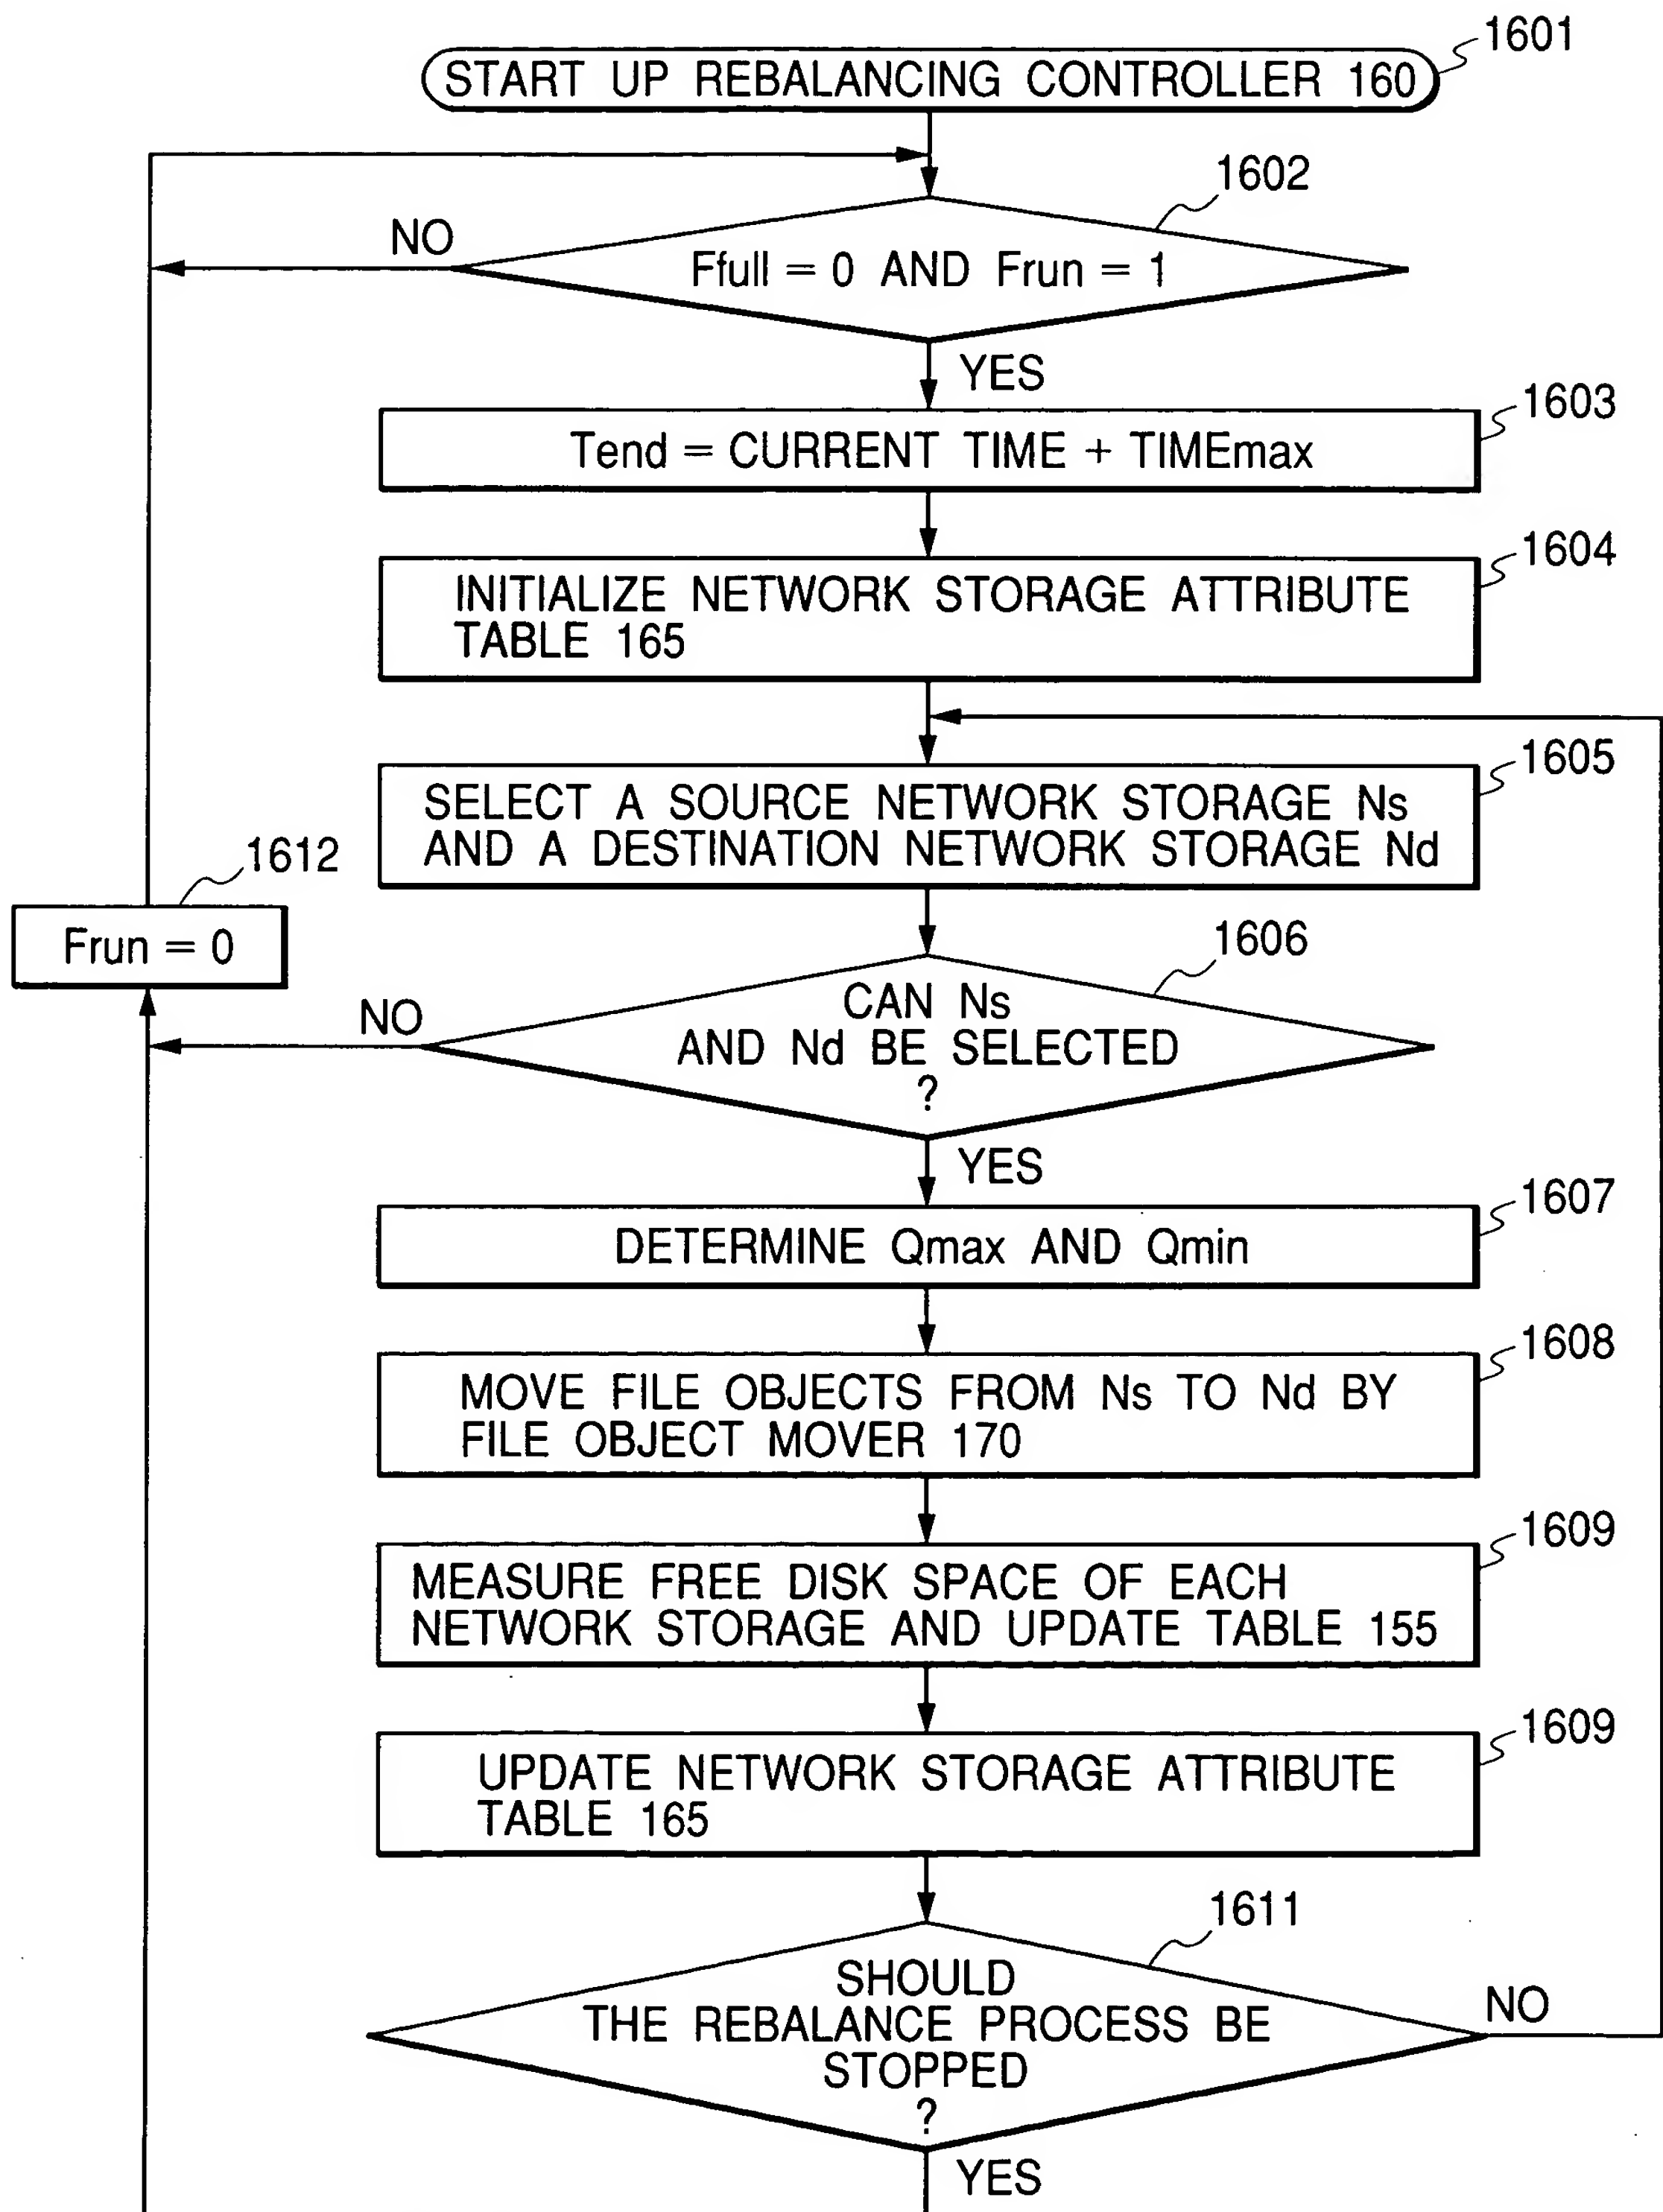 1601
START UP REBALANCING CONTROLLER 160
1602
NO
Ffull = 0 AND Frun = 1
YES
1603
Tend = CURRENT TIME + TIMEmax
1604
INITIALIZE NETWORK STORAGE ATTRIBUTE
TABLE 165
1605
SELECT A SOURCE NETWORK STORAGE Ns
AND A DESTINATION NETWORK STORAGE Nd
1612
Frun = 0
1606
NO
CAN Ns
AND Nd BE SELECTED
?
YES
1607
DETERMINE Qmax AND Qmin
1608
MOVE FILE OBJECTS FROM Ns TO Nd BY
FILE OBJECT MOVER 170
1609
MEASURE FREE DISK SPACE OF EACH
NETWORK STORAGE AND UPDATE TABLE 155
1609
UPDATE NETWORK STORAGE ATTRIBUTE
TABLE 165
1611
SHOULD
THE REBALANCE PROCESS BE
STOPPED
?
NO
YES